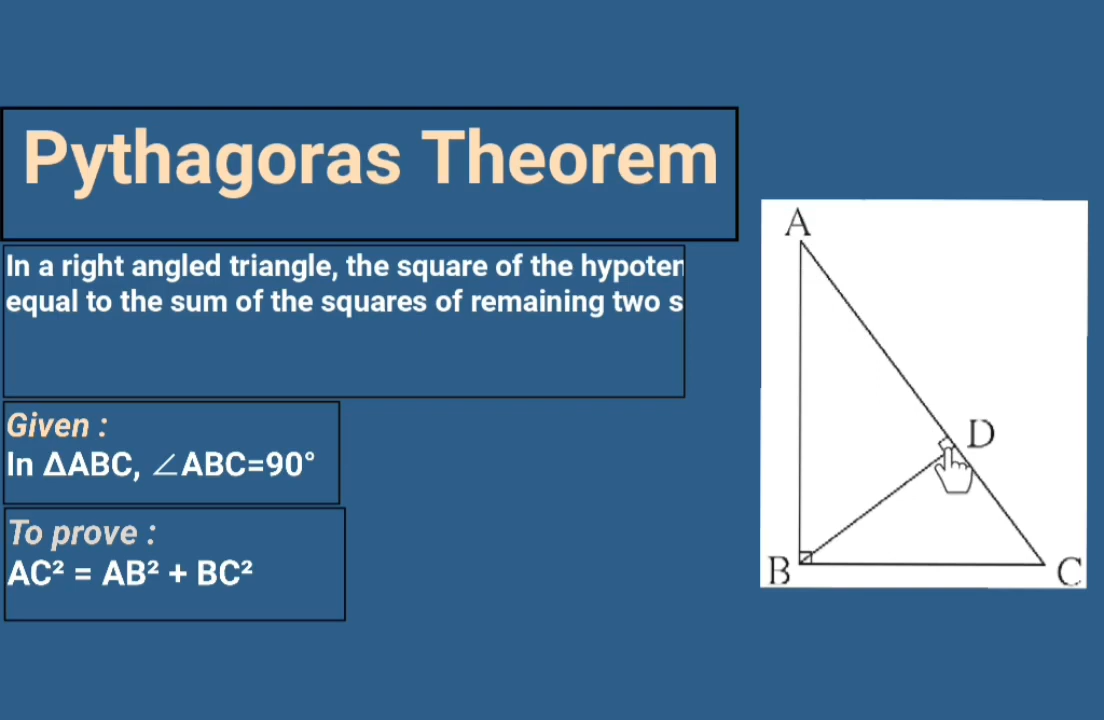 Pythagoras Theorem
In a right angled triangle, the square of the
equal to the sum of the squares of remaining two
Given :
In ΔABC, ∠ABC=90°
To prove :
AC² = AB² + BC²
A
D
B
C